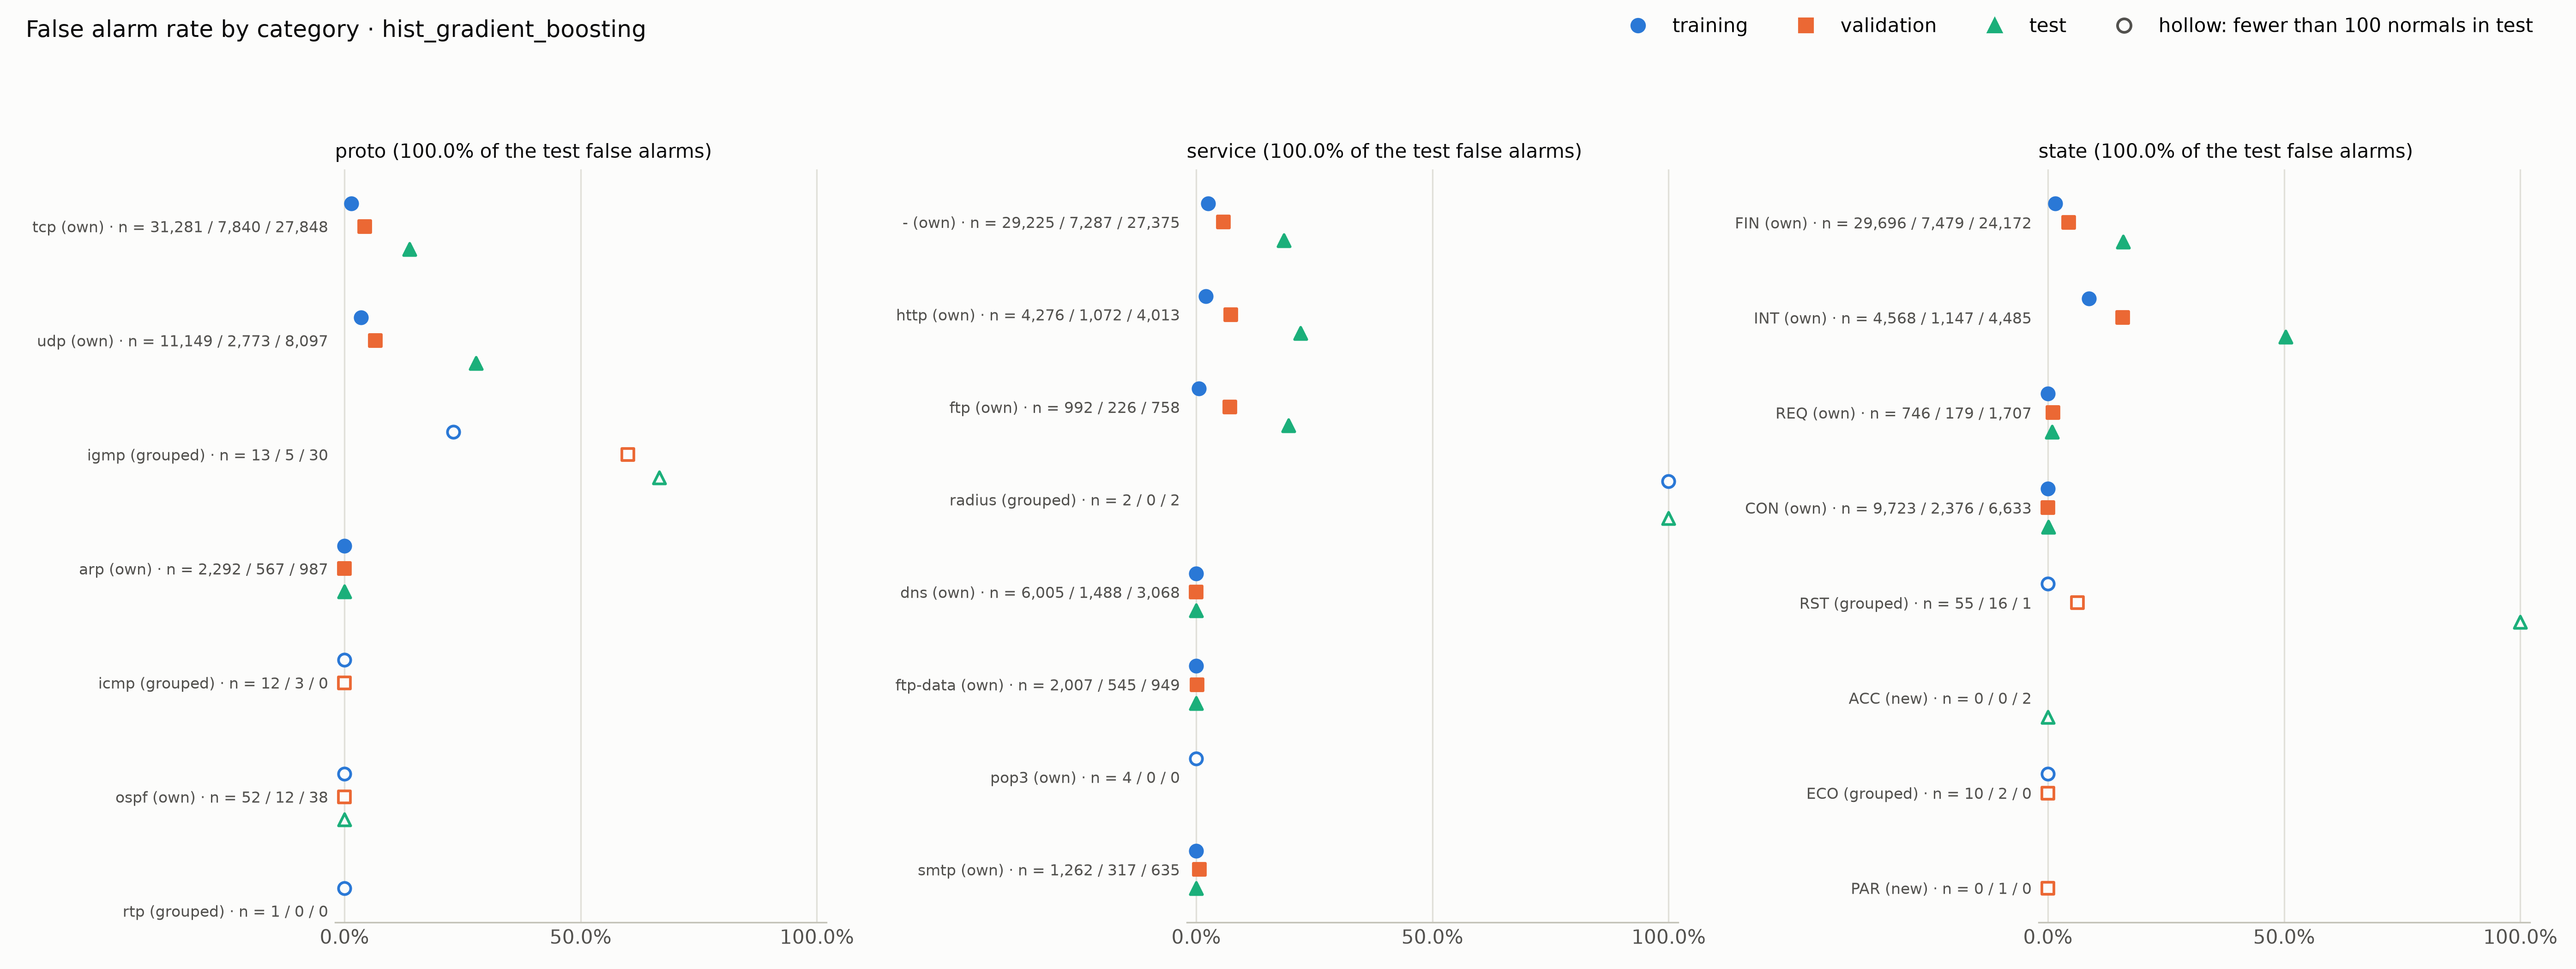 False alarm rate by category · hist_gradient_boosting
training
validation
test
hollow: fewer than 100 normals in test
proto (100.0% of the test false alarms)
tcp (own) · n = 31,281 / 7,840 / 27,848
udp (own) · n = 11,149 / 2,773 / 8,097
igmp (grouped) · n = 13 / 5 / 30
arp (own) · n = 2,292 / 567 / 987
icmp (grouped) · n = 12 / 3 / 0
ospf (own) · n = 52 / 12 / 38
rtp (grouped) · n = 1 / 0 / 0
0.0% 50.0% 100.0%
service (100.0% of the test false alarms)
- (own) · n = 29,225 / 7,287 / 27,375
http (own) · n = 4,276 / 1,072 / 4,013
ftp (own) · n = 992 / 226 / 758
radius (grouped) · n = 2 / 0 / 2
dns (own) · n = 6,005 / 1,488 / 3,068
ftp-data (own) · n = 2,007 / 545 / 949
pop3 (own) · n = 4 / 0 / 0
smtp (own) · n = 1,262 / 317 / 635
0.0% 50.0% 100.0%
state (100.0% of the test false alarms)
FIN (own) · n = 29,696 / 7,479 / 24,172
INT (own) · n = 4,568 / 1,147 / 4,485
REQ (own) · n = 746 / 179 / 1,707
CON (own) · n = 9,723 / 2,376 / 6,633
RST (grouped) · n = 55 / 16 / 1
ACC (new) · n = 0 / 0 / 2
ECO (grouped) · n = 10 / 2 / 0
PAR (new) · n = 0 / 1 / 0
0.0% 50.0% 100.0%